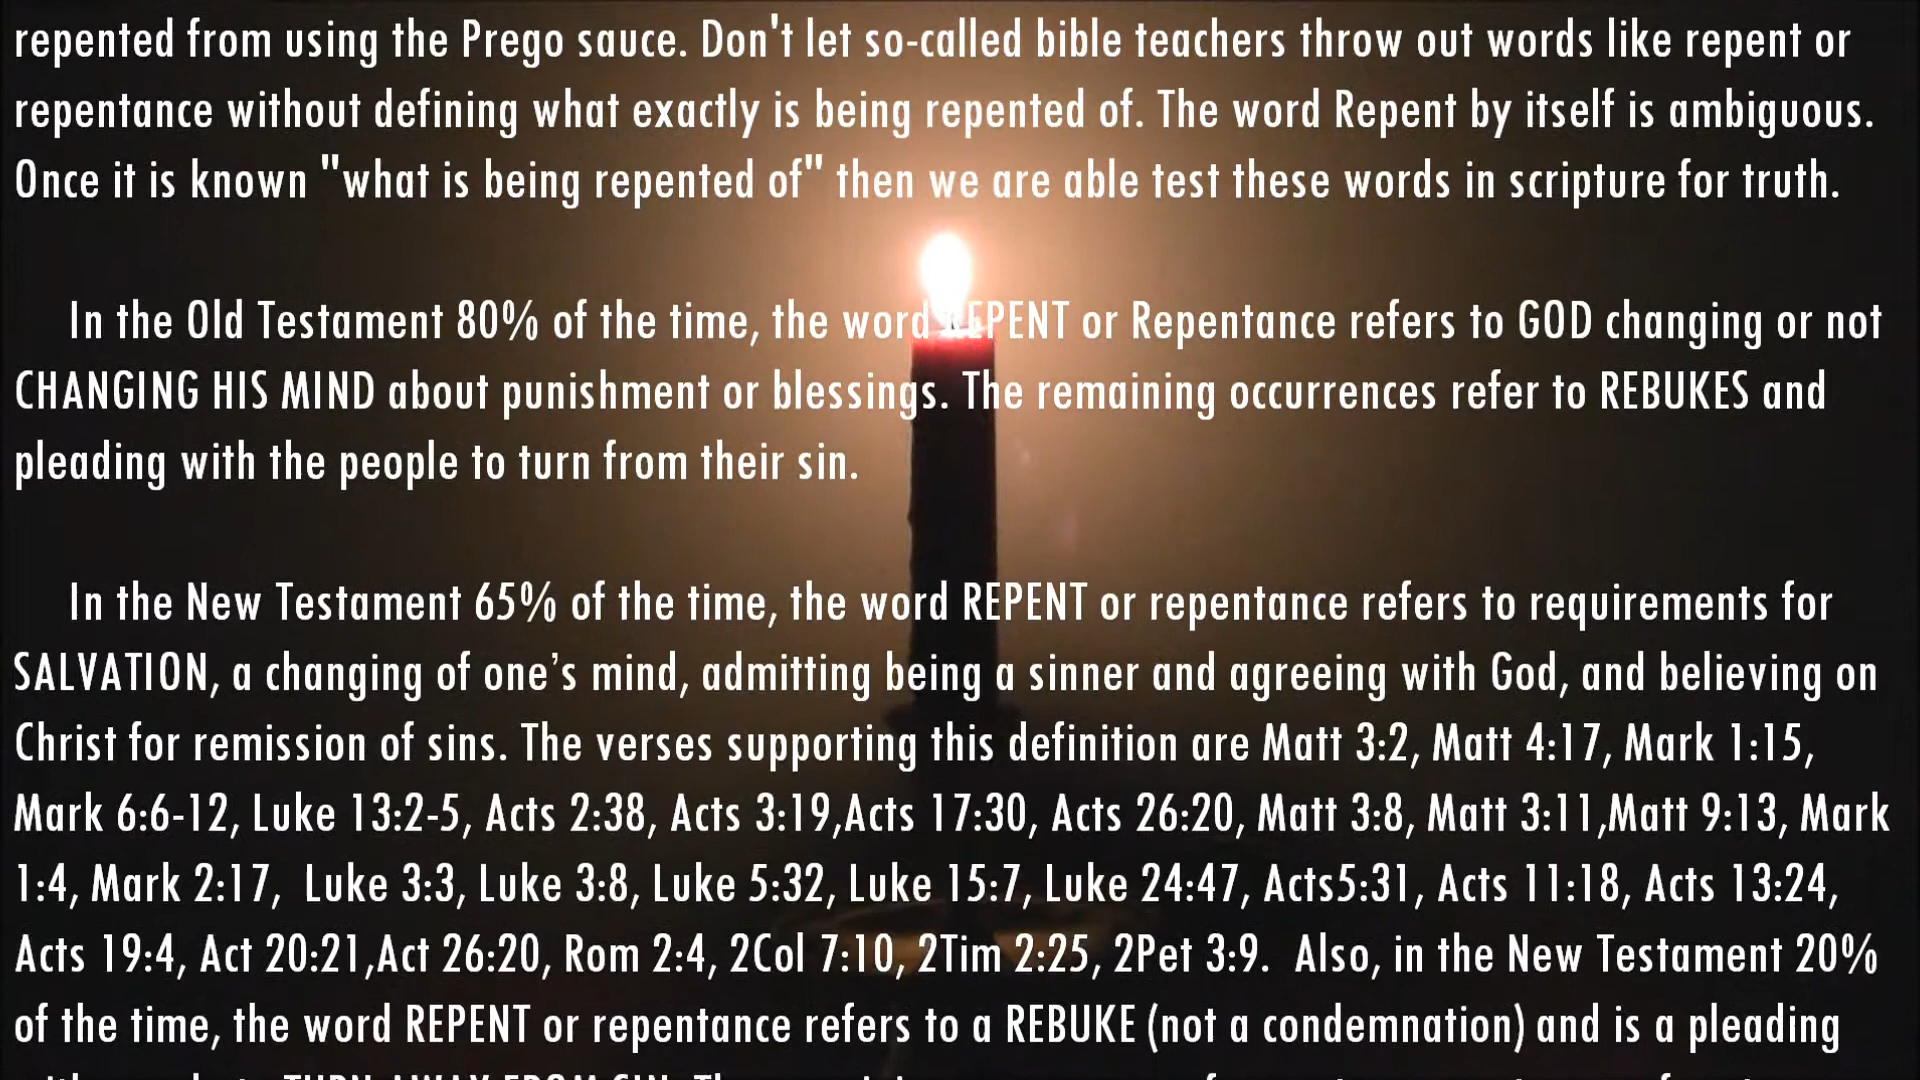 repented from using the Prego sauce. Don't let so-called bible teachers throw out words like repent or
repentance without defining what exactly is being repented of. The word Repent by itself is ambiguous.
Once it is known "what is being repented of" then we are able test these words in scripture for truth.
In the Old Testament 80% of the time, the word REPENT or Repentance refers to GOD changing or not
CHANGING HIS MIND about punishment or blessings. The remaining occurrences refer to REBUKES and
pleading with the people to turn from their sin.
In the New Testament 65% of the time, the word REPENT or repentance refers to requirements for
SALVATION, a changing of one’s mind, admitting being a sinner and agreeing with God, and believing on
Christ for remission of sins. The verses supporting this definition are Matt 3:2, Matt 4:17, Mark 1:15,
Mark 6:6-12, Luke 13:2-5, Acts 2:38, Acts 3:19,Acts 17:30, Acts 26:20, Matt 3:8, Matt 3:11,Matt 9:13, Mark
1:4, Mark 2:17, Luke 3:3, Luke 3:8, Luke 5:32, Luke 15:7, Luke 24:47, Acts5:31, Acts 11:18, Acts 13:24,
Acts 19:4, Act 20:21,Act 26:20, Rom 2:4, 2Col 7:10, 2Tim 2:25, 2Pet 3:9. Also, in the New Testament 20%
of the time, the word REPENT or repentance refers to a REBUKE (not a condemnation) and is a pleading
TURN AWAY FROM SIN.